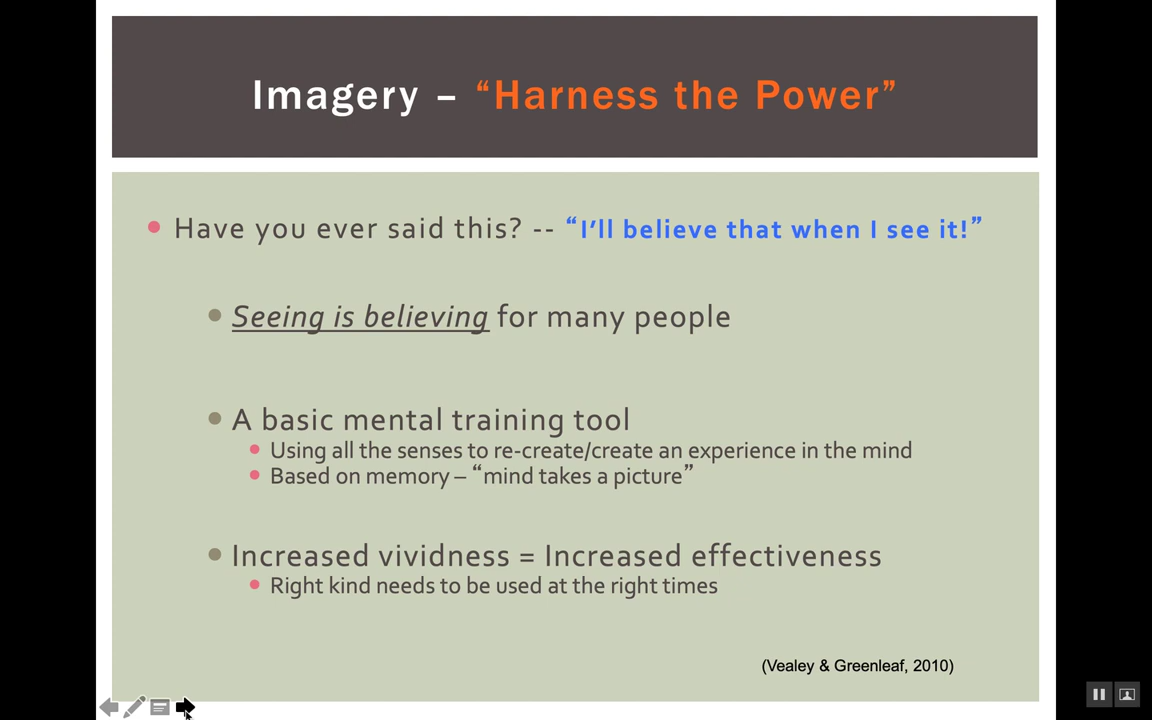 Imagery – “Harness the Power”
Have you ever said this? -- “I’ll believe that when I see it!”
Seeing is believing for many people
A basic mental training tool
Using all the senses to re-create/create an experience in the mind
Based on memory – “mind takes a picture”
Increased vividness = Increased effectiveness
Right kind needs to be used at the right times
(Vealey & Greenleaf, 2010)